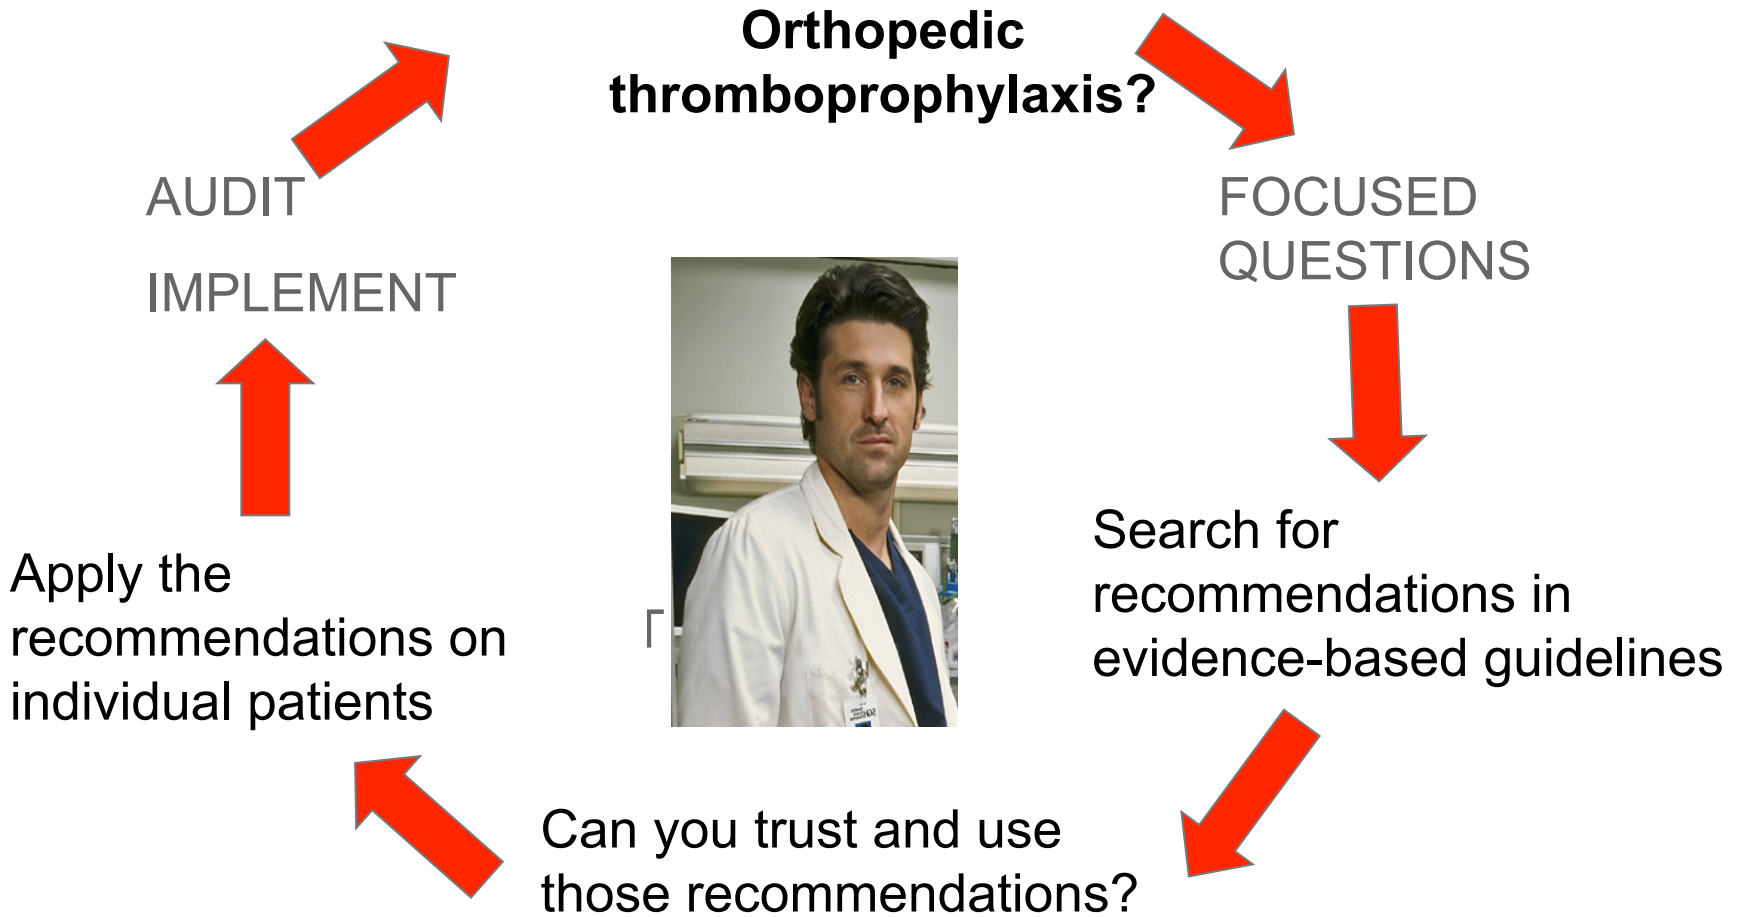 Orthopedic
thromboprophylaxis?
FOCUSED
QUESTIONS
Search for
recommendations in
evidence-based guidelines
Can you trust and use
those recommendations?
Apply the
recommendations on
individual patients
IMPLEMENT
AUDIT